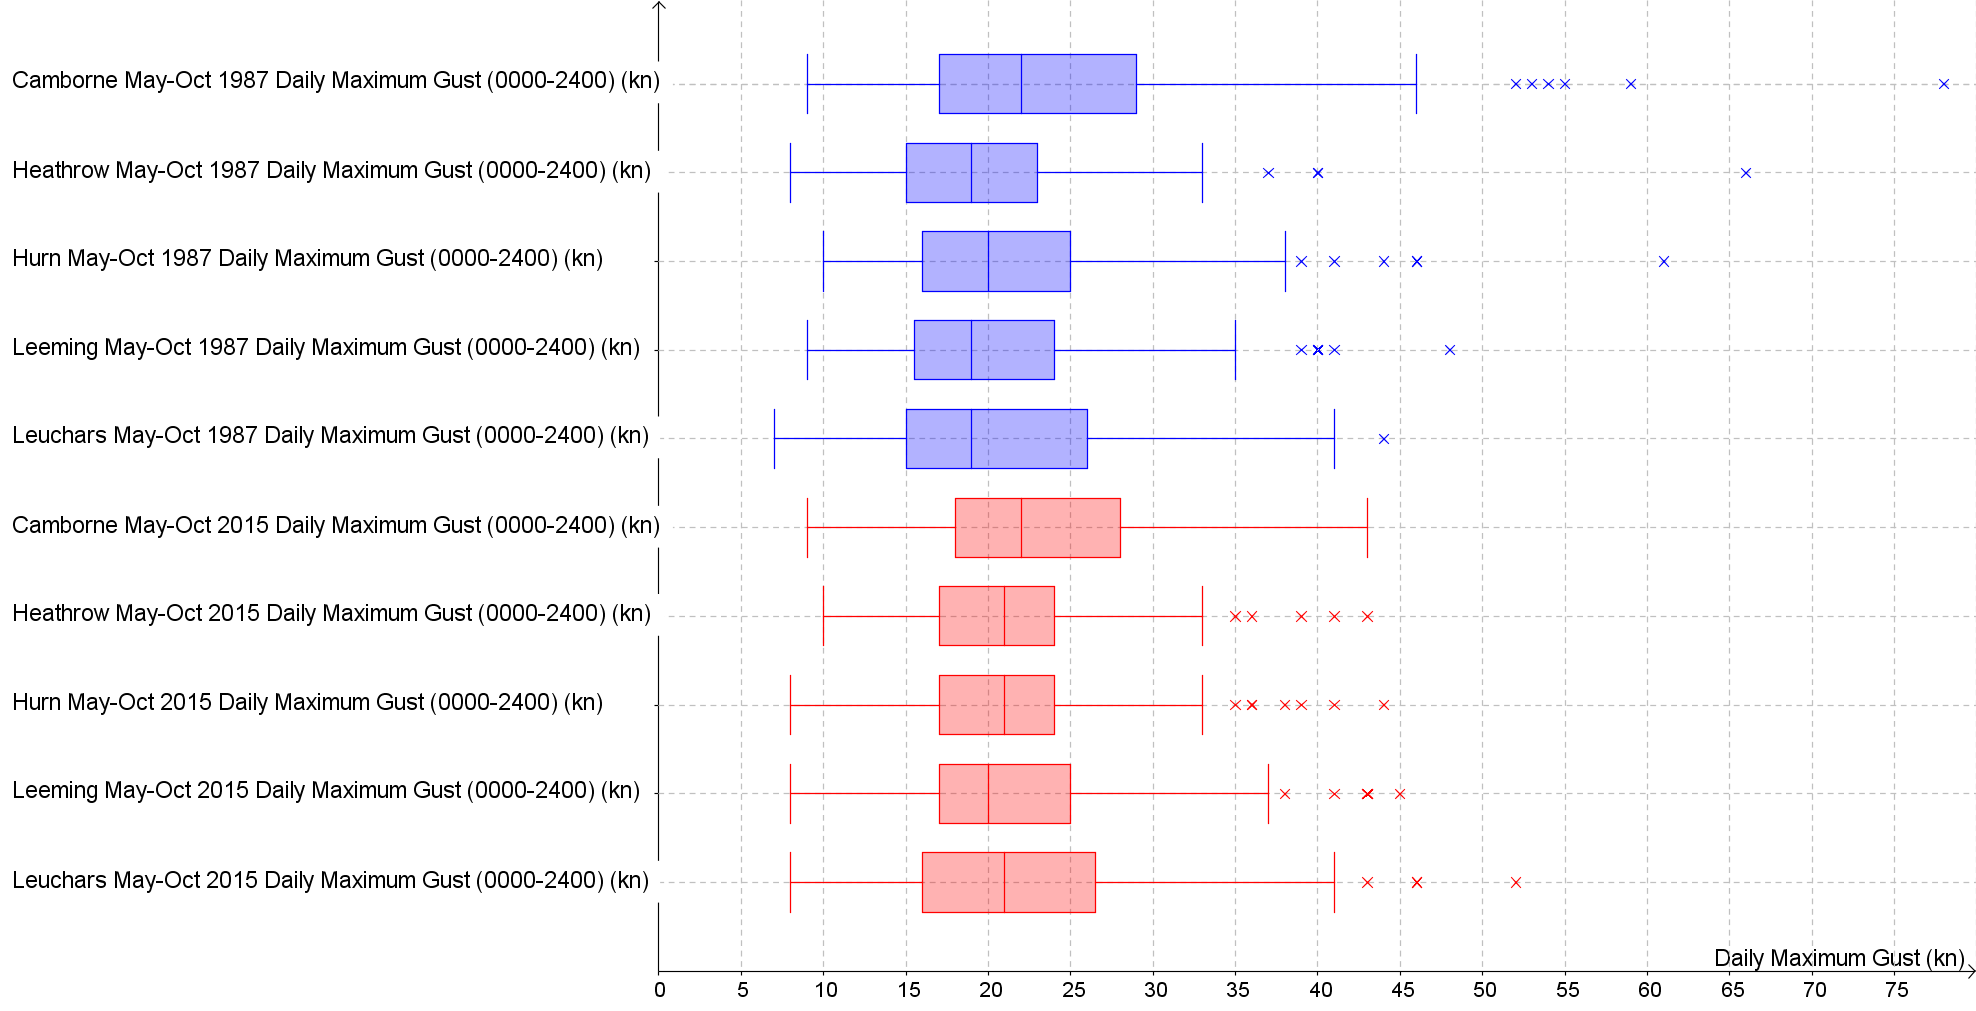 Camborne May-Oct 1987 Daily Maximum Gust (0000-2400) (kn)
Heathrow May-Oct 1987 Daily Maximum Gust (0000-2400) (kn)
Hurn May-Oct 1987 Daily Maximum Gust (0000-2400) (kn)
Leeming May-Oct 1987 Daily Maximum Gust (0000-2400) (kn)
Leuchars May-Oct 1987 Daily Maximum Gust (0000-2400) (kn)
Camborne May-Oct 2015 Daily Maximum Gust (0000-2400) (kn)
Heathrow May-Oct 2015 Daily Maximum Gust (0000-2400) (kn)
Hurn May-Oct 2015 Daily Maximum Gust (0000-2400) (kn)
Leeming May-Oct 2015 Daily Maximum Gust (0000-2400) (kn)
Leuchars May-Oct 2015 Daily Maximum Gust (0000-2400) (kn)
Daily Maximum Gust (kn)
0 5 10 15 20 25 30 35 40 45 50 55 60 65 70 75